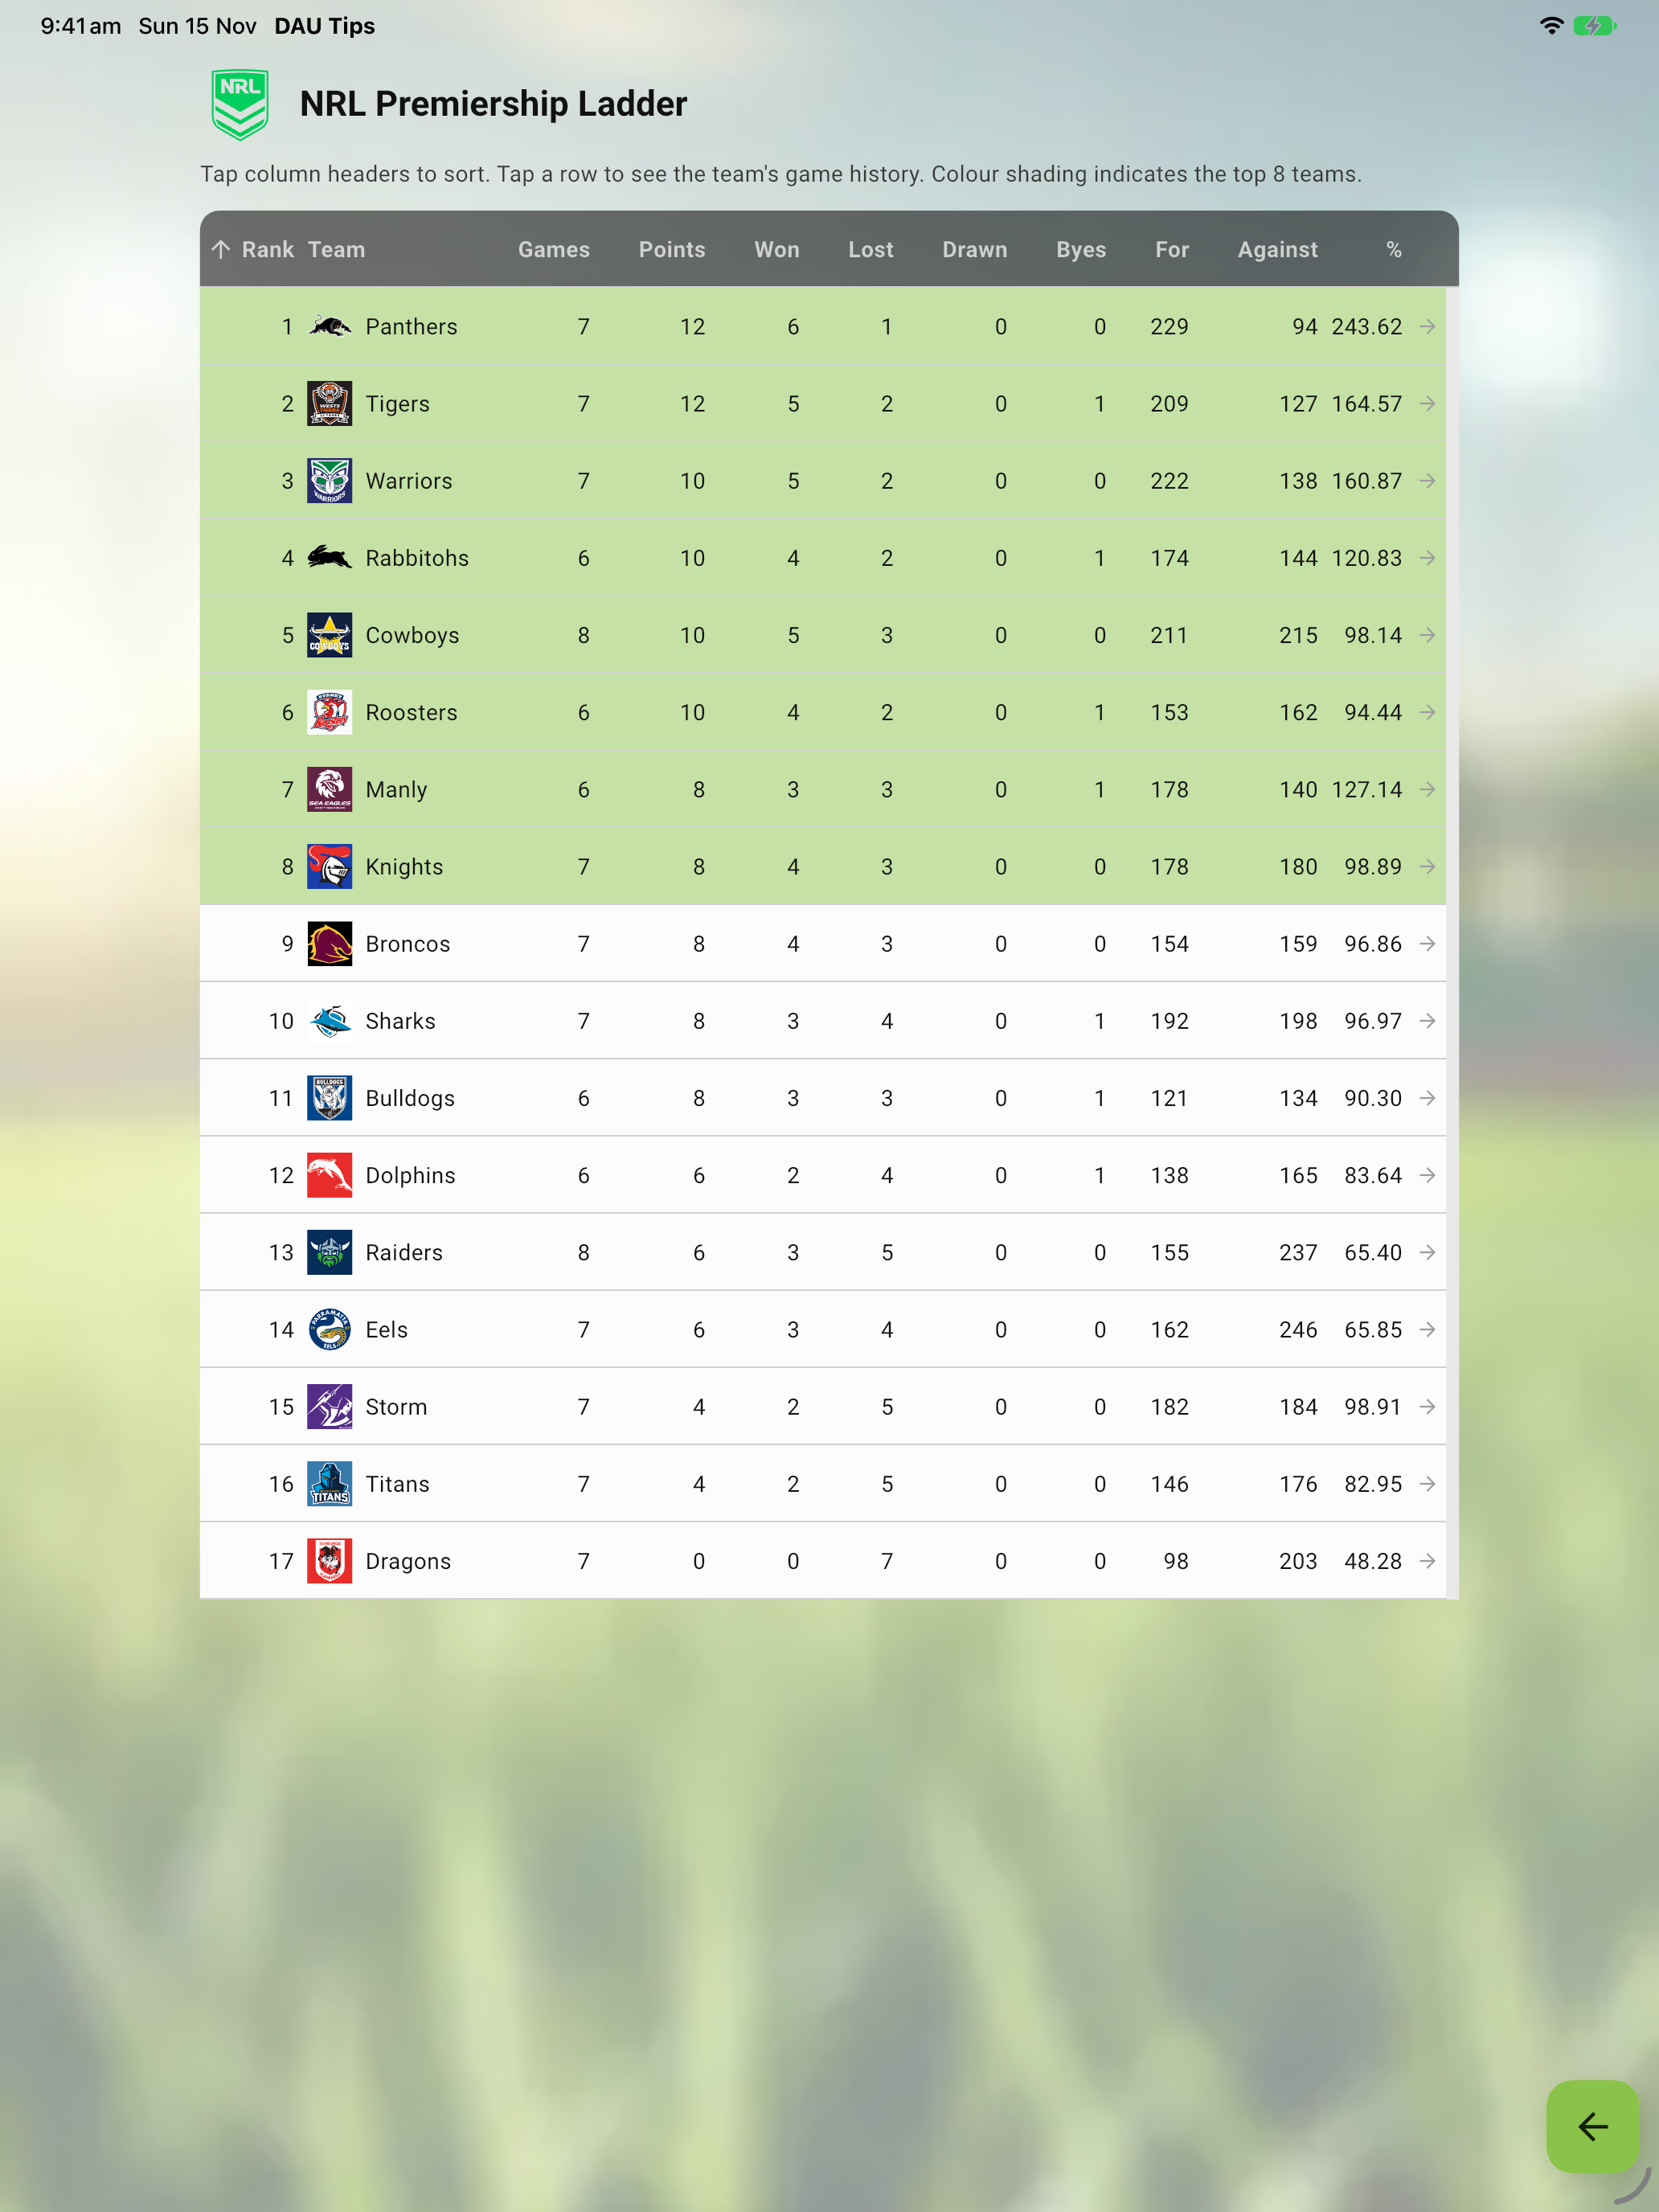 9:41 am Sun 15 Nov DAU Tips
NRL
NRL Premiership Ladder
Tap column headers to sort. Tap a row to see the team's game history. Colour shading indicates the top 8 teams.
Rank Team Games Points Won Lost Drawn Byes For Against %
1 Panthers 7 12 6 1 0 0 229 94 243.62
2 Tigers 7 12 5 2 0 1 209 127 164.57
3 WARRIORS Warriors 7 10 5 2 0 0 222 138 160.87
4 Rabbitohs 6 10 4 2 0 1 174 144 120.83
5 COWBOYS Cowboys 8 10 5 3 0 0 211 215 98.14
6 Roosters 6 10 4 2 0 1 153 162 94.44
7 SEA EAGLES Manly 6 8 3 3 0 1 178 140 127.14
8 Knights 7 8 4 3 0 0 178 180 98.89
9 Broncos 7 8 4 3 0 0 154 159 96.86
10 Sharks 7 8 3 4 0 1 192 198 96.97
11 BULLDOGS Bulldogs 6 8 3 3 0 1 121 134 90.30
12 Dolphins 6 6 2 4 0 1 138 165 83.64
13 Raiders 8 6 3 5 0 0 155 237 65.40
14 PARRAMATTA EELS Eels 7 6 3 4 0 0 162 246 65.85
15 Storm 7 4 2 5 0 0 182 184 98.91
16 TITANS Titans 7 4 2 5 0 0 146 176 82.95
17 Dragons 7 0 0 7 0 0 98 203 48.28